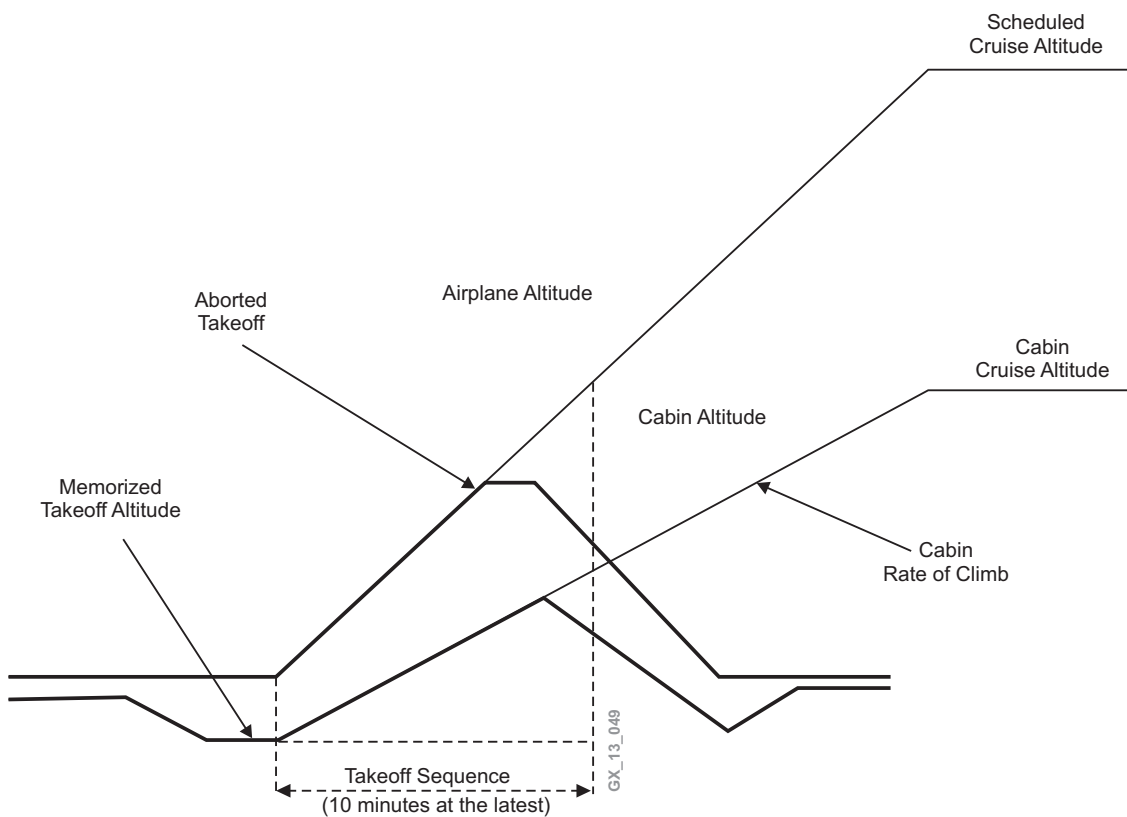 Scheduled
Cruise Altitude
Airplane Altitude
Aborted
Takeoff
Cabin
Cruise Altitude
Cabin Altitude
Memorized
Takeoff Altitude
Cabin
Rate of Climb
GX_13_049
Takeoff Sequence
(10 minutes at the latest)